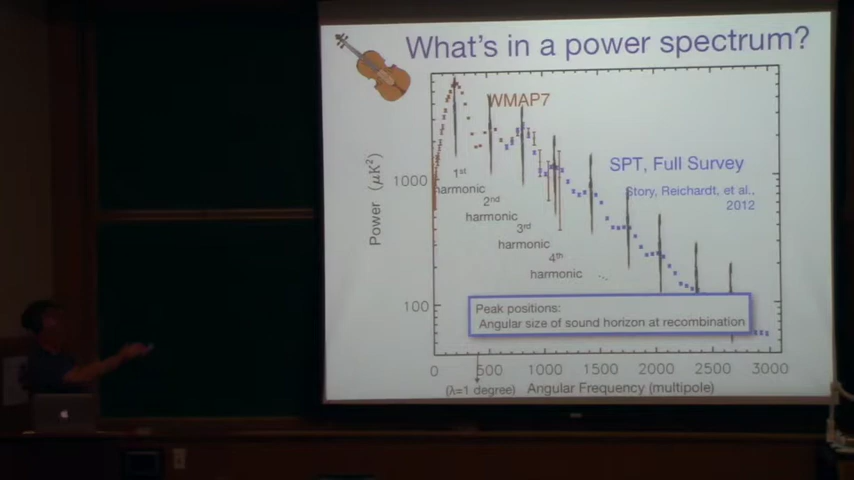 What's in a power spectrum?
WMAP7
SPT, Full Survey
Story, Reichardt, et al.,
2012
Power (μK²)
1000
100
1st
harmonic
2nd
harmonic
3rd
harmonic
4th
harmonic
...
Peak positions:
Angular size of sound horizon at recombination
0 500 1000 1500 2000 2500 3000
(λ=1 degree) Angular Frequency (multipole)